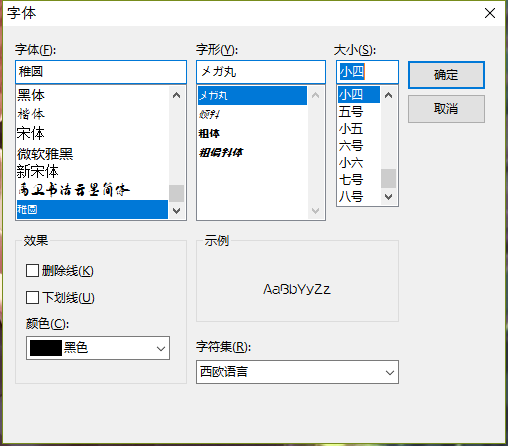 字体
字体(F):
字形(Y):
大小(S):
稚圆
メガ丸
小四
确定
取消
黑体
楷体
宋体
微软雅黑
新宋体
禹卫书法云墨简体
稚圆
メガ丸
倾斜
粗体
粗偏斜体
小四
五号
小五
六号
小六
七号
八号
效果
删除线(K)
下划线(U)
颜色(C):
黑色
示例
AaBbYyZz
字符集(R):
西欧语言